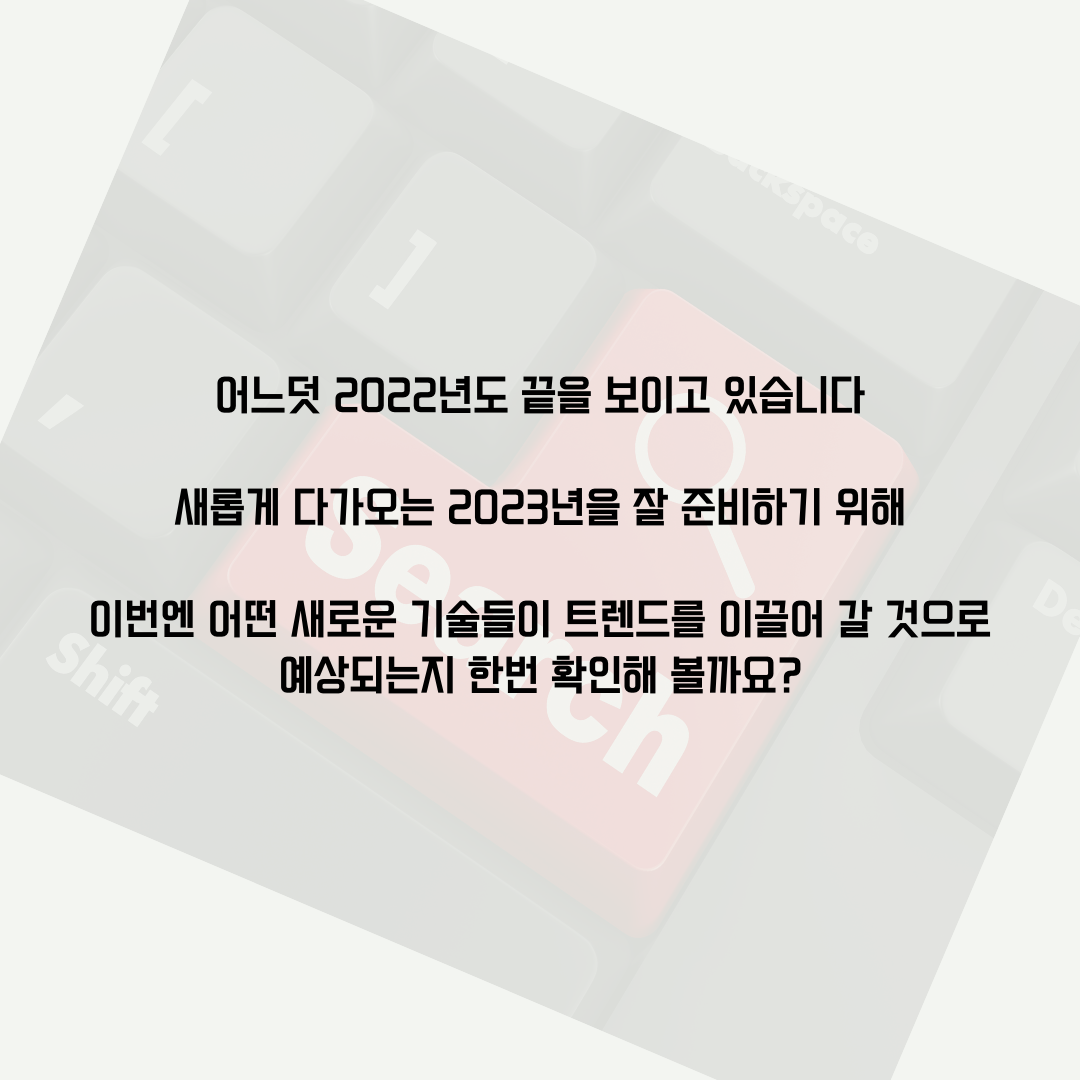 [
]
ackspace
어느덧 2022년도 끝을 보이고 있습니다
새롭게 다가오는 2023년을 잘 준비하기 위해
이번엔 어떤 새로운 기술들이 트렌드를 이끌어 갈 것으로
예상되는지 한번 확인해 볼까요?
Search
Shift
De